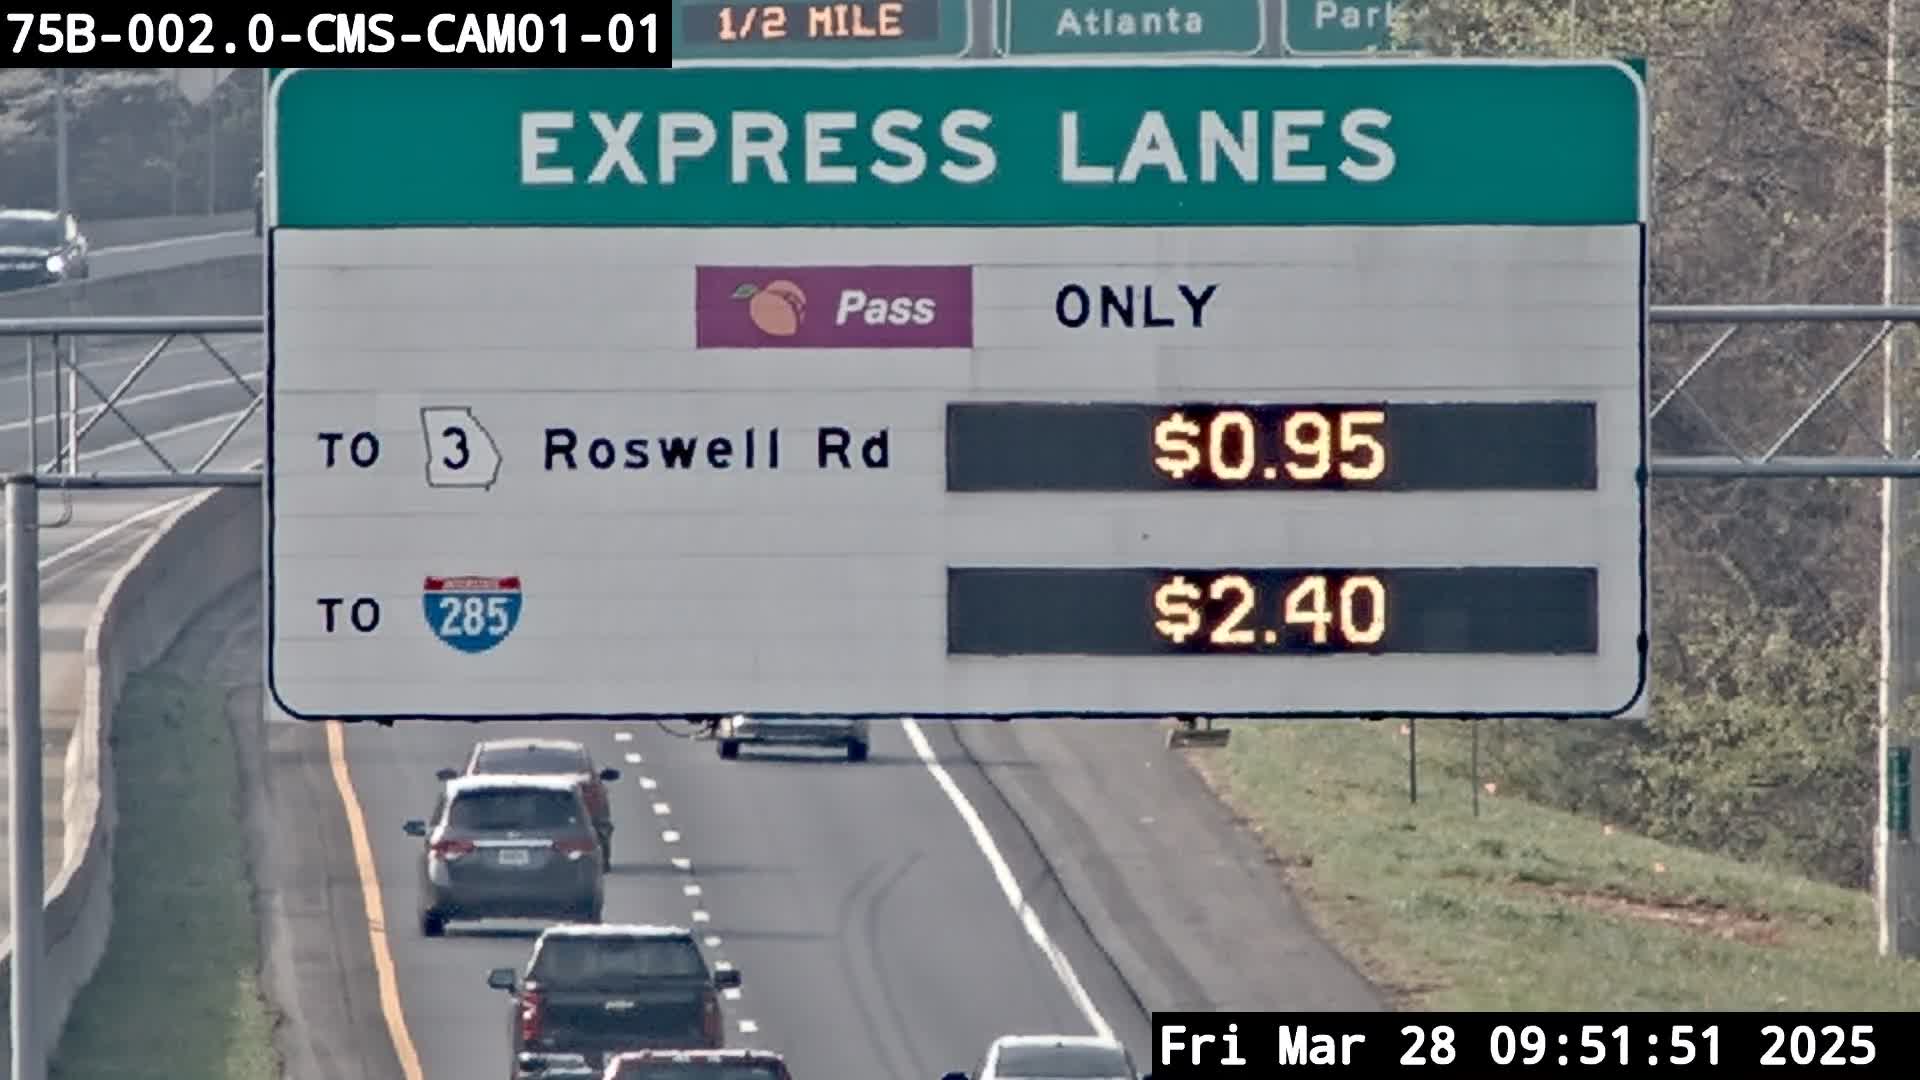 75B-002.0-CMS-CAM01-01
1/2 MILE
Atlanta
EXPRESS LANES
Pass ONLY
TO 3 Roswell Rd $0.95
TO 285 $2.40
Fri Mar 28 09:51:51 2025